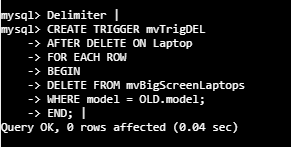 mysql> Delimiter |
mysql> CREATE TRIGGER mvTrigDEL
    -> AFTER DELETE ON Laptop
    -> FOR EACH ROW
    -> BEGIN
    -> DELETE FROM mvBigScreenLaptops
    -> WHERE model = OLD.model;
    -> END; |
Query OK, 0 rows affected (0.04 sec)